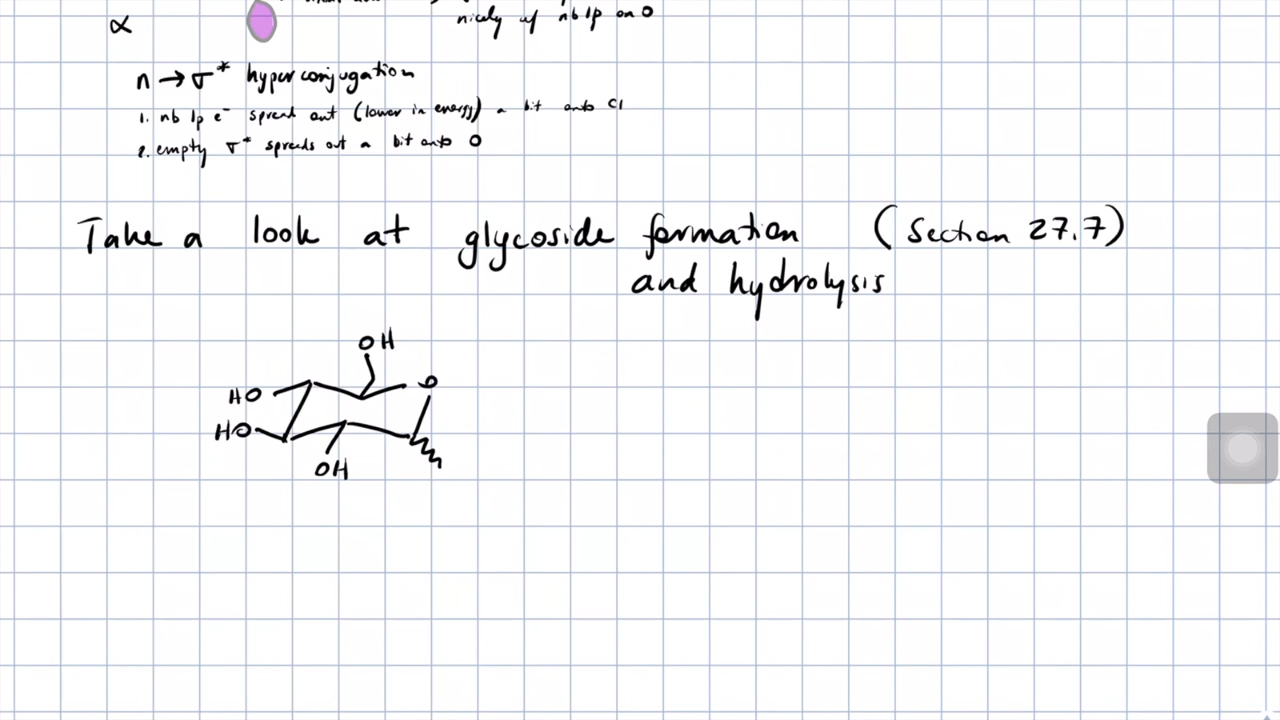 nicely w/ nb lp on O
α
n → σ* hyperconjugation
1. nb lp e⁻ spread out (lower in energy) a bit onto C1
2. empty σ* spreads out a bit onto O
Take a look at glycoside formation (Section 27.7)
and hydrolysis
OH
HO O
HO
OH